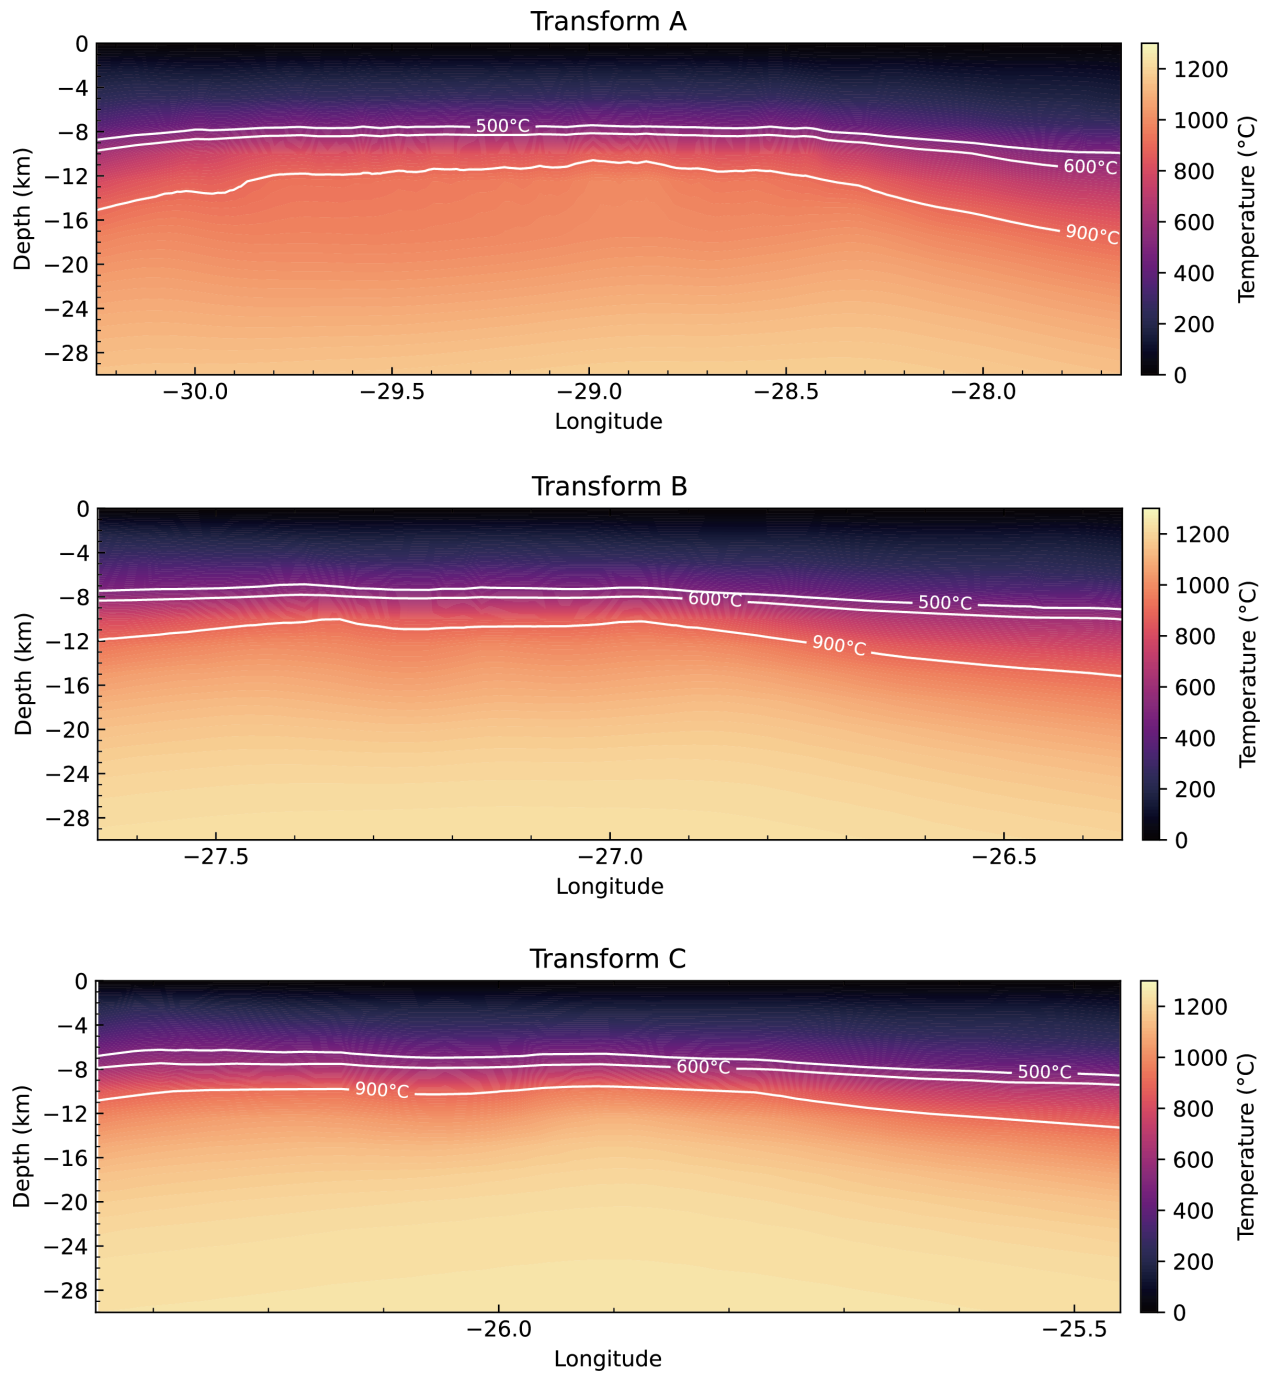 Transform A
0
−4
−8
−12
−16
−20
−24
−28
Depth (km)
500°C
600°C
900°C
−30.0 −29.5 −29.0 −28.5 −28.0
Longitude
1200
1000
800
600
400
200
0
Temperature (°C)
Transform B
0
−4
−8
−12
−16
−20
−24
−28
Depth (km)
600°C
500°C
900°C
−27.5 −27.0 −26.5
Longitude
1200
1000
800
600
400
200
0
Temperature (°C)
Transform C
0
−4
−8
−12
−16
−20
−24
−28
Depth (km)
600°C
500°C
900°C
−26.0 −25.5
Longitude
1200
1000
800
600
400
200
0
Temperature (°C)